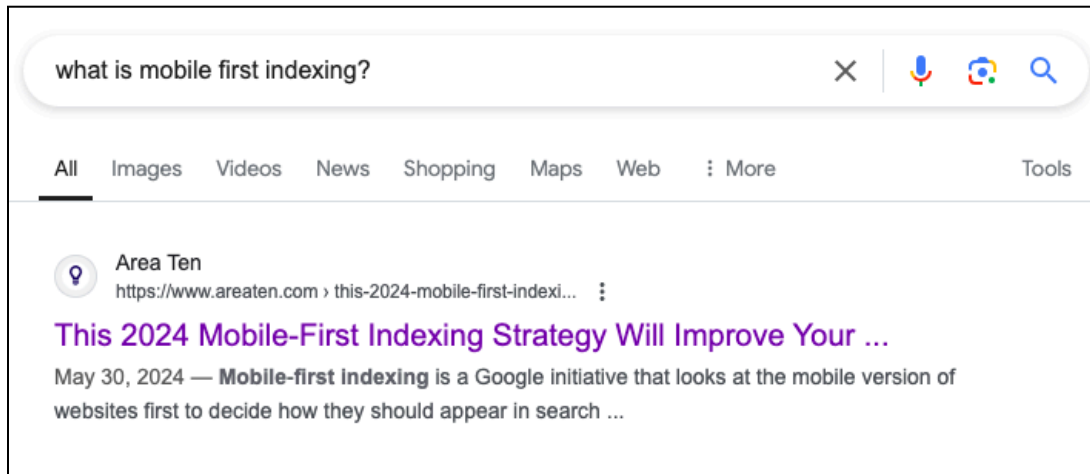 what is mobile first indexing?
All Images Videos News Shopping Maps Web More Tools
Area Ten
https://www.areaten.com › this-2024-mobile-first-indexi...
This 2024 Mobile-First Indexing Strategy Will Improve Your ...
May 30, 2024 — Mobile-first indexing is a Google initiative that looks at the mobile version of
websites first to decide how they should appear in search ...